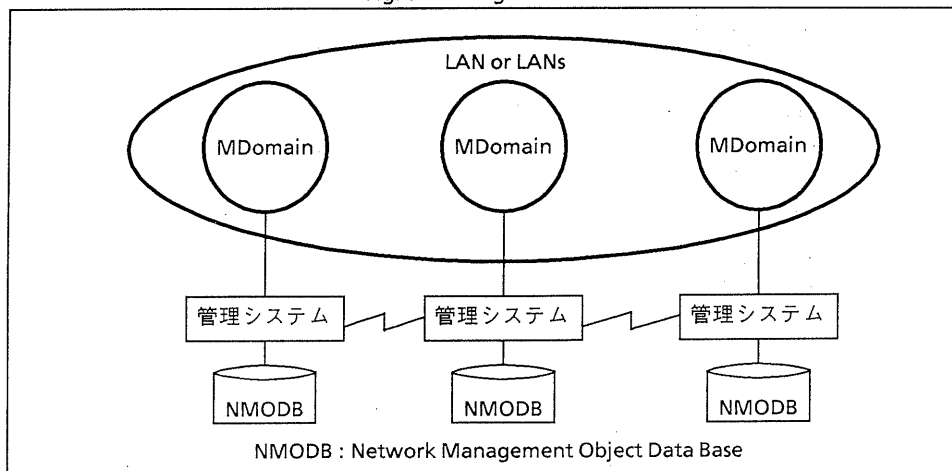 LAN or LANs
MDomain MDomain MDomain
管理システム 管理システム 管理システム
NMODB NMODB NMODB
NMODB : Network Management Object Data Base